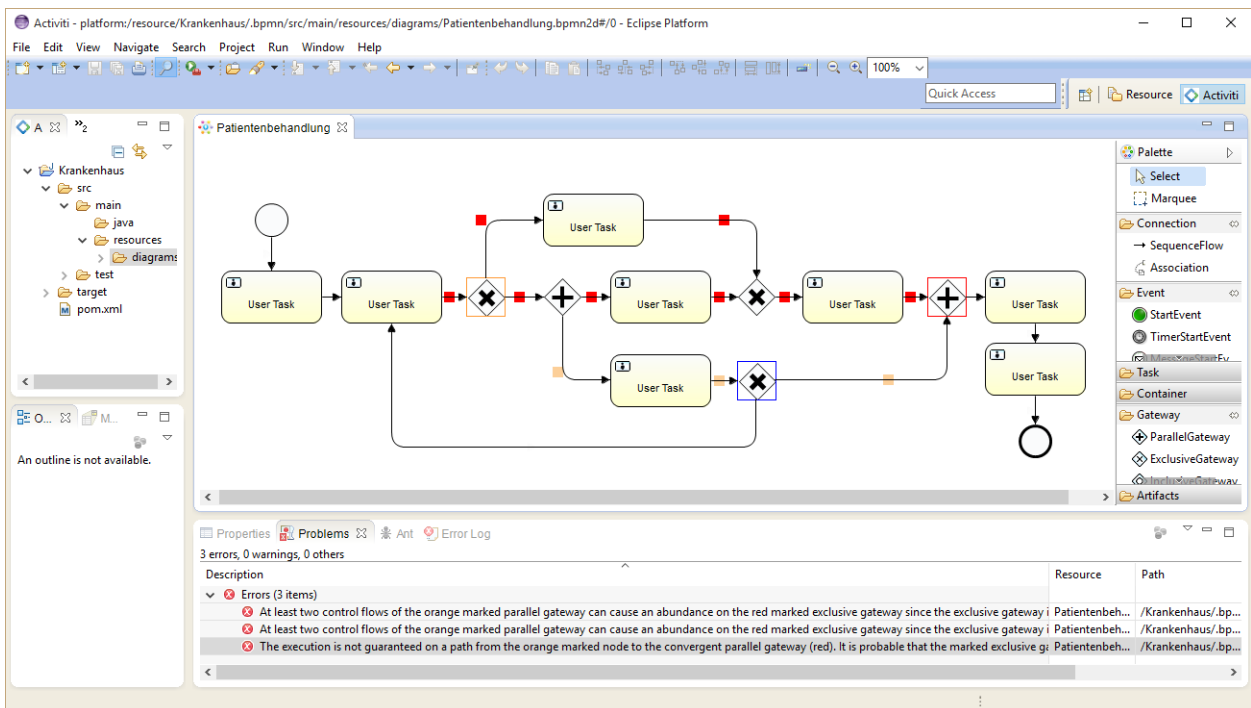 Activiti - platform:/resource/Krankenhaus/.bpmn/src/main/resources/diagrams/Patientenbehandlung.bpmn2d#/0 - Eclipse Platform
File Edit View Navigate Search Project Run Window Help
100%
Quick Access
Resource
Activiti
A
»2
Krankenhaus
src
main
java
resources
diagrams
test
target
pom.xml
O...
M...
An outline is not available.
Patientenbehandlung
User Task
User Task
User Task
User Task
User Task
User Task
User Task
User Task
Palette
Select
Marquee
Connection
SequenceFlow
Association
Event
StartEvent
TimerStartEvent
Task
Container
Gateway
ParallelGateway
ExclusiveGateway
Artifacts
Properties Problems Ant Error Log
3 errors, 0 warnings, 0 others
Description Resource Path
Errors (3 items)
At least two control flows of the orange marked parallel gateway can cause an abundance on the red marked exclusive gateway since the exclusive gateway i Patientenbeh... /Krankenhaus/.bp...
At least two control flows of the orange marked parallel gateway can cause an abundance on the red marked exclusive gateway since the exclusive gateway i Patientenbeh... /Krankenhaus/.bp...
The execution is not guaranteed on a path from the orange marked node to the convergent parallel gateway (red). It is probable that the marked exclusive ga Patientenbeh... /Krankenhaus/.bp...